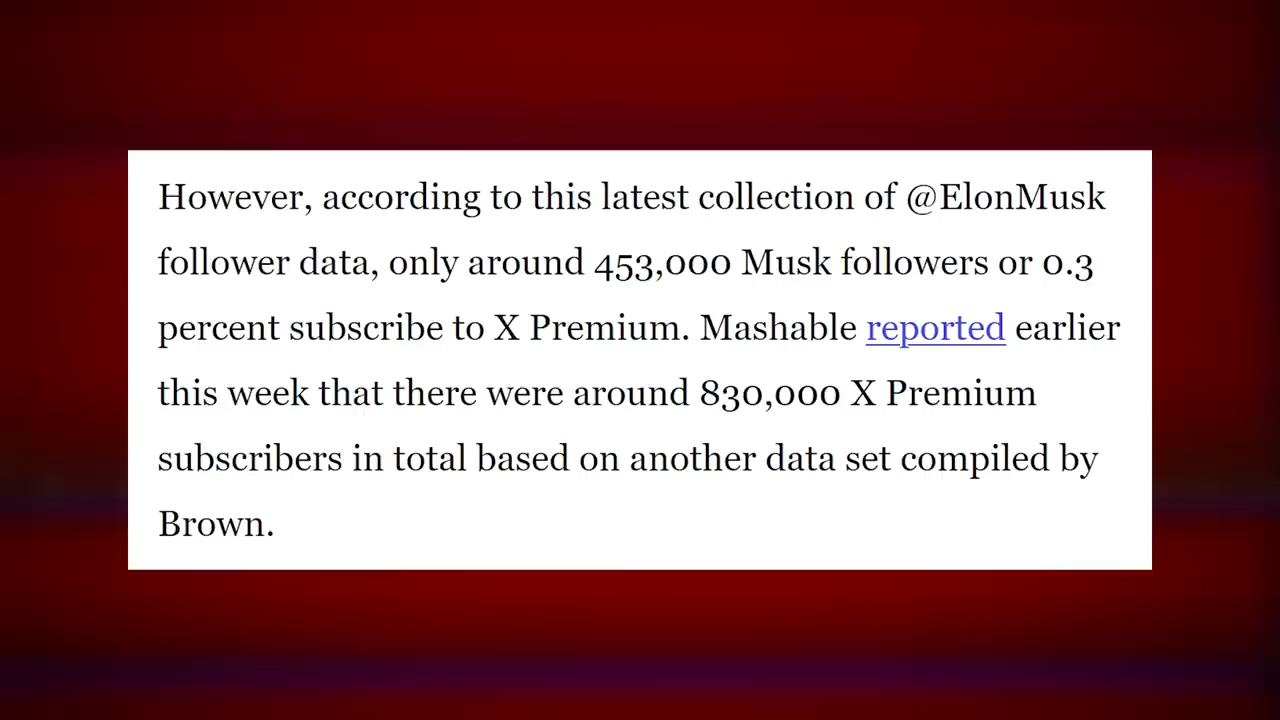 However, according to this latest collection of @ElonMusk
follower data, only around 453,000 Musk followers or 0.3
percent subscribe to X Premium. Mashable reported earlier
this week that there were around 830,000 X Premium
subscribers in total based on another data set compiled by
Brown.